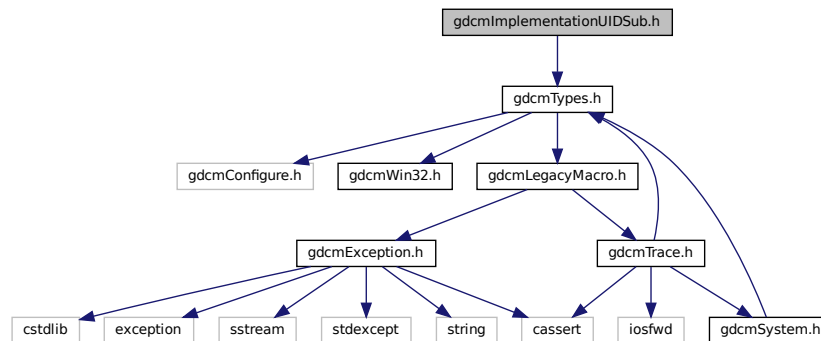 gdcmImplementationUIDSub.h
gdcmTypes.h
gdcmConfigure.h
gdcmWin32.h
gdcmLegacyMacro.h
gdcmException.h
gdcmTrace.h
cstdlib
exception
sstream
stdexcept
string
cassert
iosfwd
gdcmSystem.h